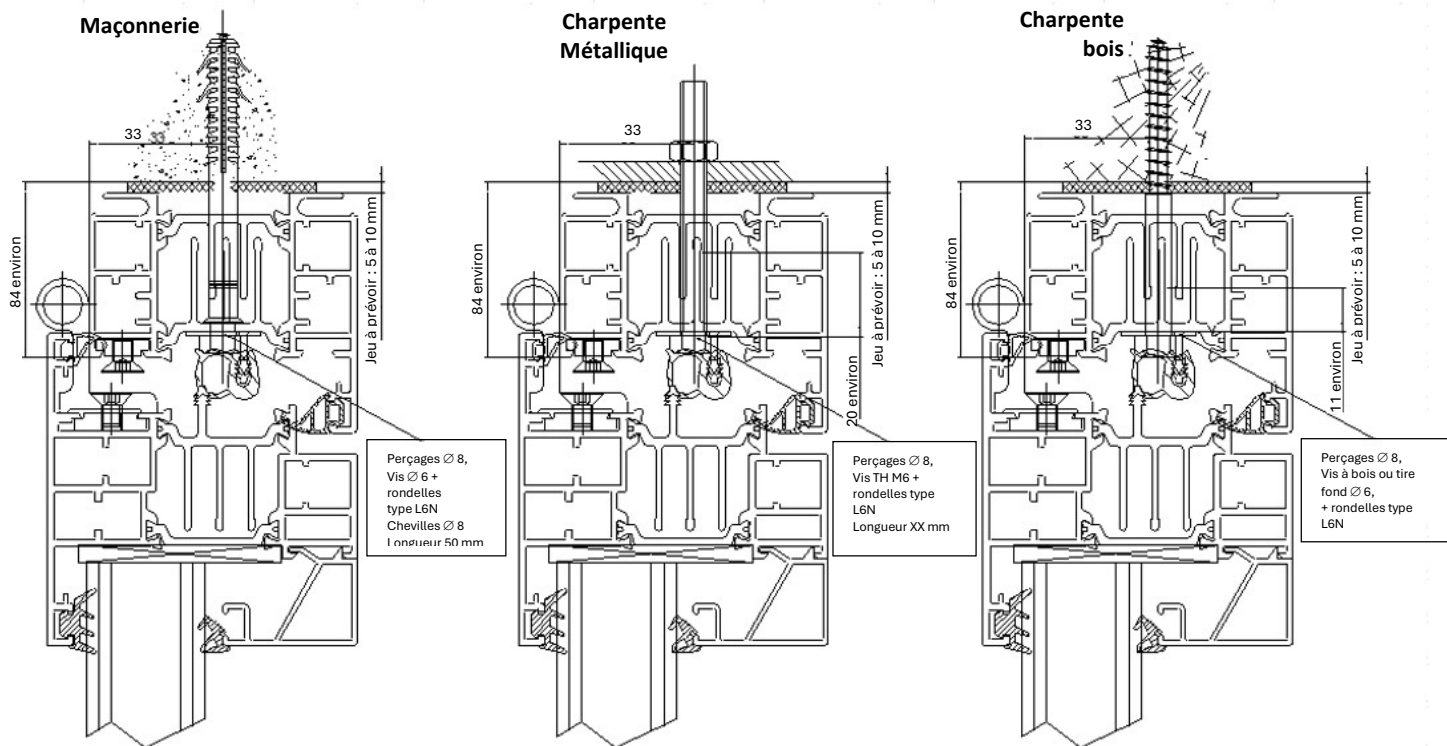 Maçonnerie
33
33
84 environ
Jeu à prévoir : 5 à 10 mm
Perçages ∅ 8,
Vis ∅ 6 +
rondelles
type L6N
Chevilles ∅ 8
Longueur 50 mm
Charpente
Métallique
33
84 environ
Jeu à prévoir : 5 à 10 mm
20 environ
Perçages ∅ 8,
Vis TH M6 +
rondelles type
L6N
Longueur XX mm
Charpente
bois
33
84 environ
Jeu à prévoir : 5 à 10 mm
11 environ
Perçages ∅ 8,
Vis à bois ou tire
fond ∅ 6,
+ rondelles type
L6N